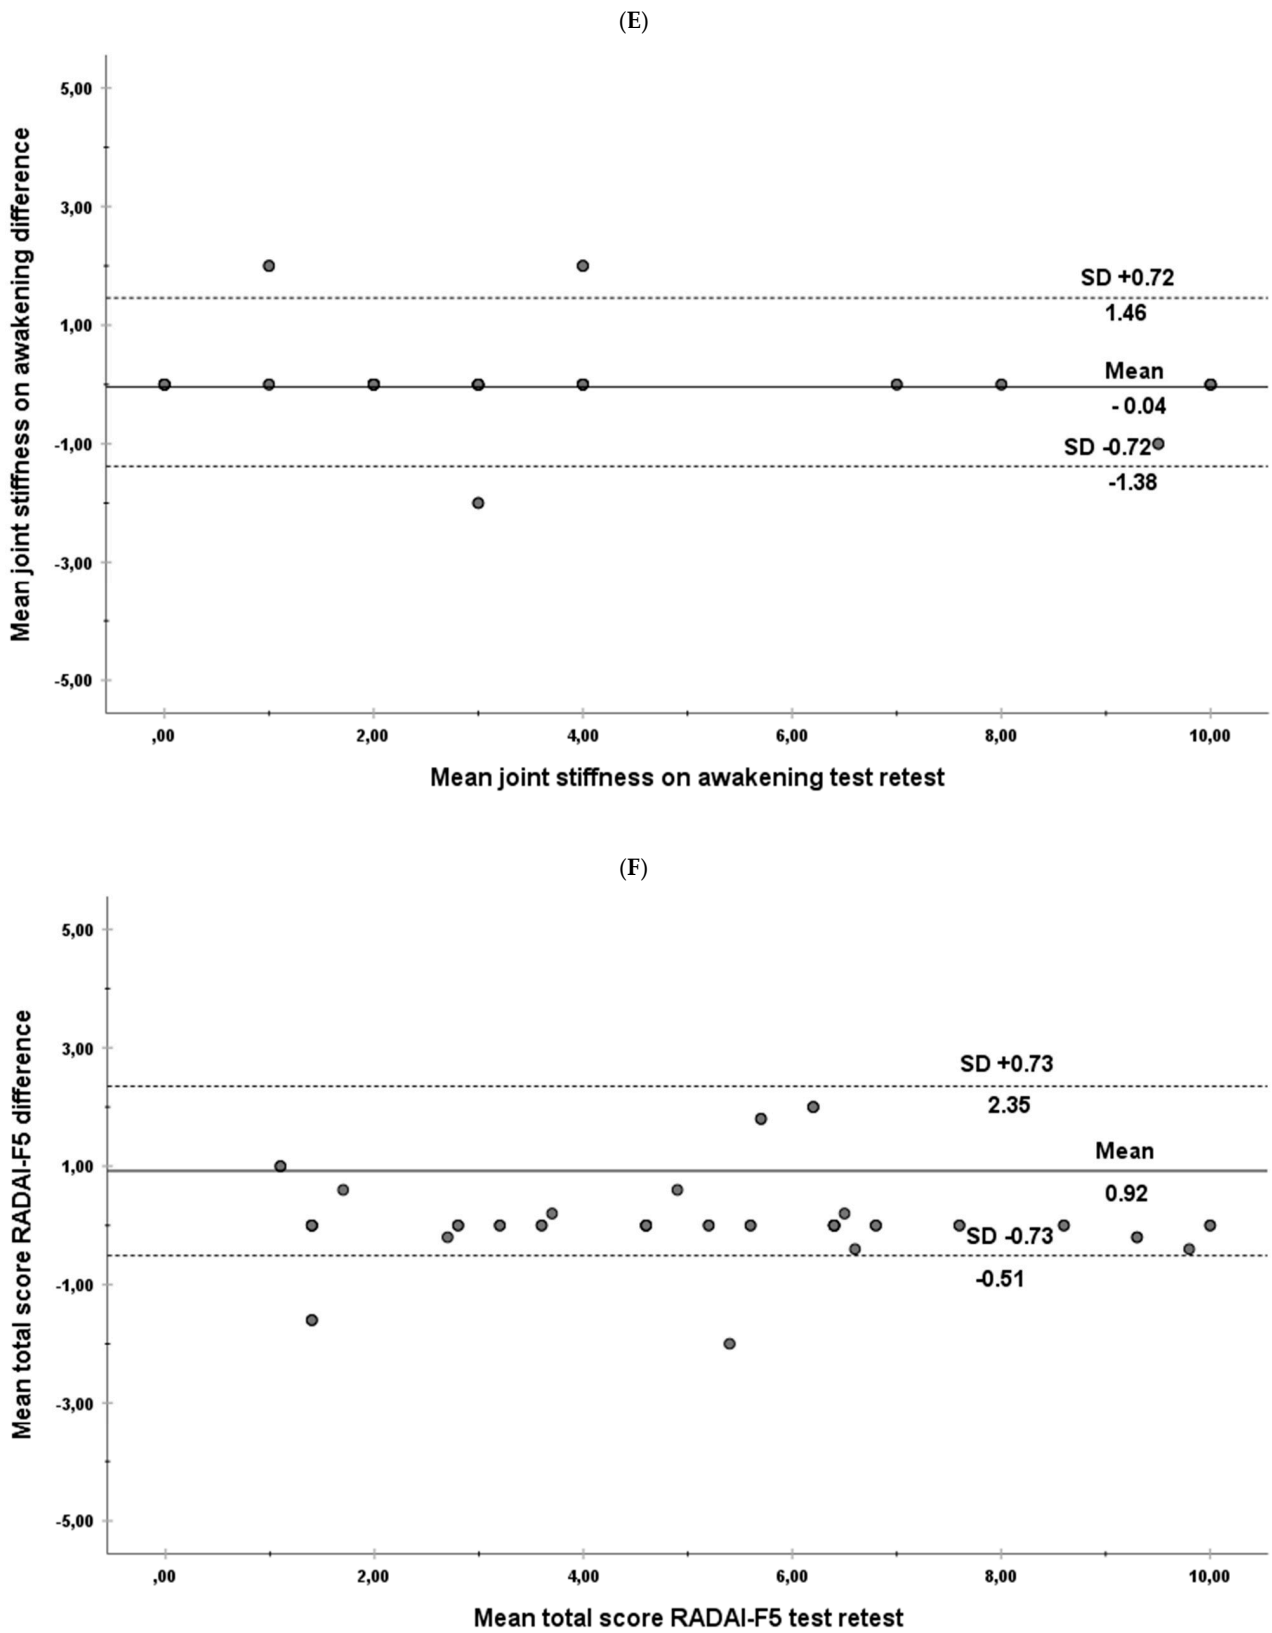 (E)
Mean joint stiffness on awakening difference
5,00
3,00
1,00
-1,00
-3,00
-5,00
SD +0.72
1.46
Mean
- 0.04
SD -0.72
-1.38
,00 2,00 4,00 6,00 8,00 10,00
Mean joint stiffness on awakening test retest
(F)
Mean total score RADAI-F5 difference
5,00
3,00
1,00
-1,00
-3,00
-5,00
SD +0.73
2.35
Mean
0.92
SD -0.73
-0.51
,00 2,00 4,00 6,00 8,00 10,00
Mean total score RADAI-F5 test retest